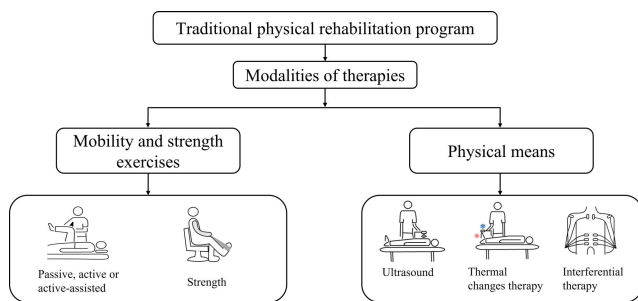 Traditional physical rehabilitation program
Modalities of therapies
Mobility and strength
exercises
Physical means
Passive, active or
active-assisted
Strength
Ultrasound
Thermal
changes therapy
Interferential
therapy